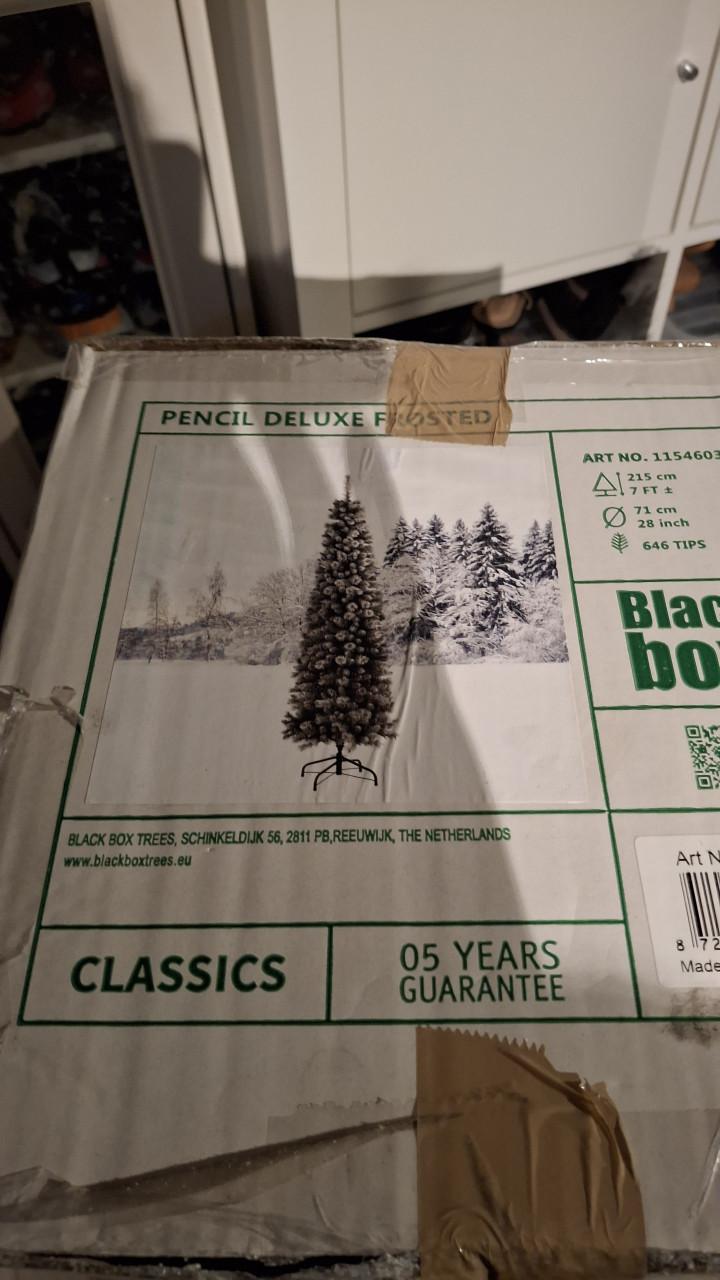 PENCIL DELUXE FROSTED
ART NO. 1154603
215 cm
7 FT ±
71 cm
28 inch
646 TIPS
Blac
bo
BLACK BOX TREES, SCHINKELDIJK 56, 2811 PB,REEUWIJK, THE NETHERLANDS
www.blackboxtrees.eu
Art N
8 72
Made
CLASSICS
05 YEARS
GUARANTEE